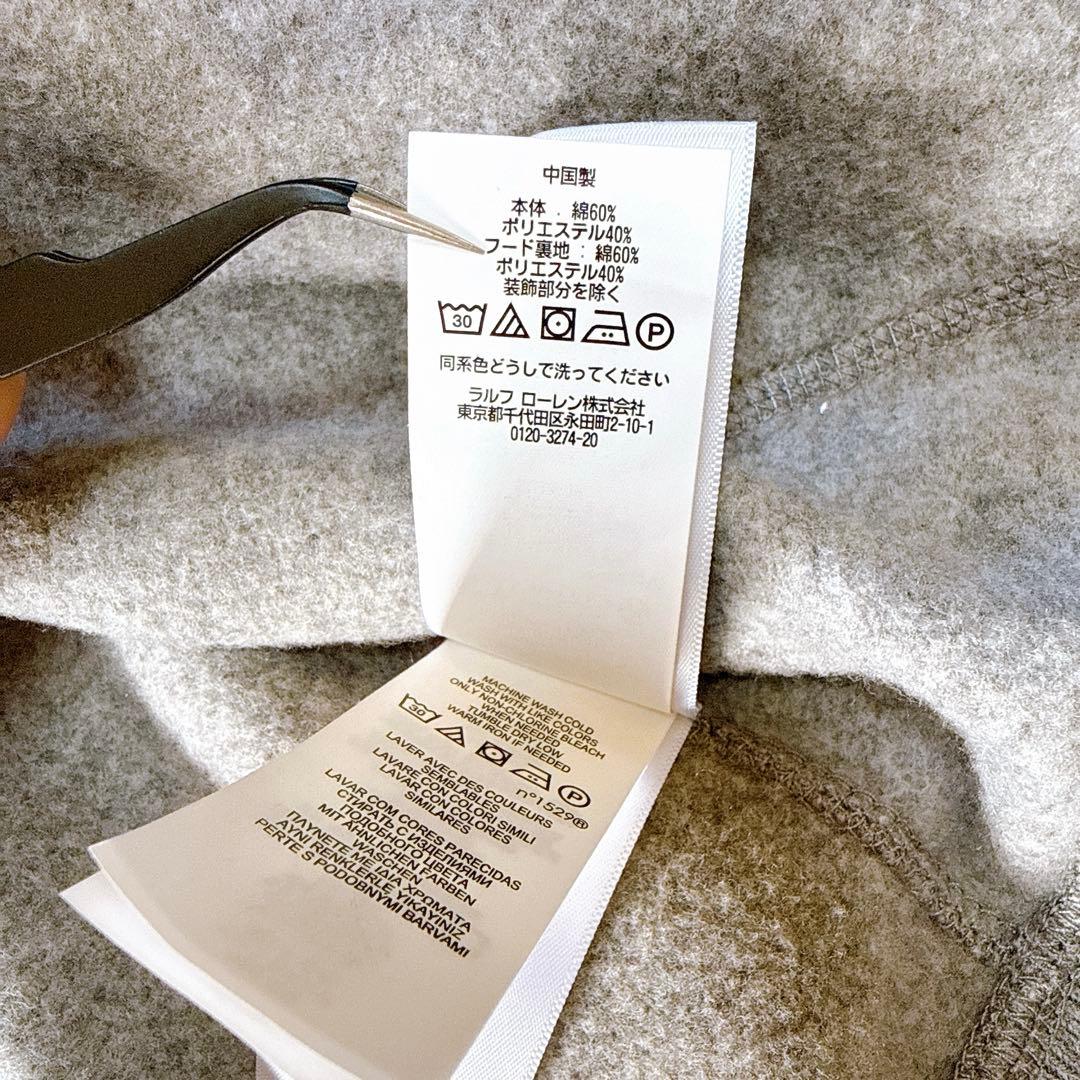 中国製
本体 : 綿60%
ポリエステル40%
フード裏地 : 綿60%
ポリエステル40%
装飾部分を除く
30 P
同系色どうしで洗ってください
ラルフ ローレン株式会社
東京都千代田区永田町2-10-1
0120-3274-20
MACHINE WASH COLD
WASH WITH LIKE COLORS
ONLY NON-CHLORINE BLEACH
WHEN NEEDED
TUMBLE DRY LOW
WARM IRON IF NEEDED
30 P
n°1529®
LAVER AVEC DES COULEURS
SEMBLABLES
LAVARE CON COLORI SIMILI
LAVAR CON COLORES
SIMILARES
LAVAR COM CORES PARECIDAS
СТИРАТЬ С ИЗДЕЛИЯМИ
ПОДОБНОГО ЦВЕТА
MIT ÄHNLICHEN FARBEN
WASCHEN
ΠΛΥΝΕΤΕ ΜΕ ΙΔΙΑ ΧΡΩΜΑΤΑ
AYNI RENKLERLE YIKAYINIZ
PERTE S PODOBNYMI BARVAMI